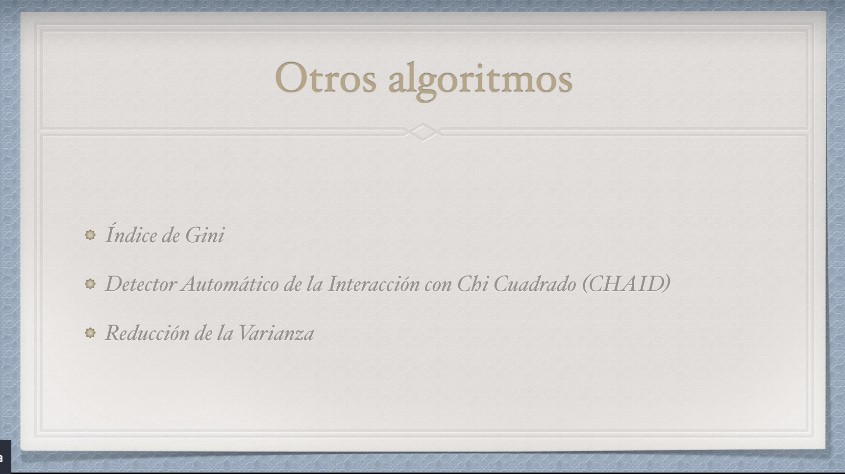 Otros algoritmos
Índice de Gini
Detector Automático de la Interacción con Chi Cuadrado (CHAID)
Reducción de la Varianza
a